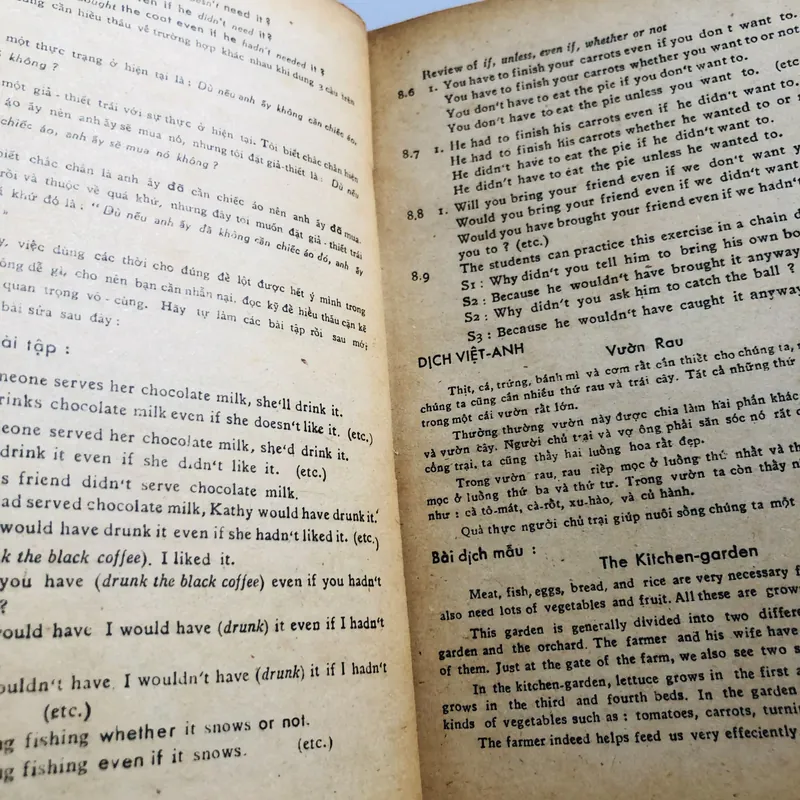 need it?
bought the coot even if he didn't need it?
even if he hadn't needed it?
cũng cần hiểu thấu về trường hợp khác nhau khi dùng 3 câu trên
một thực trạng ở hiện tại là : Dù nếu anh ấy không cần chiếc áo,
không ?
một giả-thiết trái với sự thực ở hiện tại. Tôi biết chắc chắn hiện
áo ấy nên anh ấy sẽ mua nó, nhưng tôi đặt giả-thiết là : Dù nếu
chiếc áo, anh ấy sẽ mua nó không ?
biết chắc chắn là anh ấy đã cần chiếc áo nên anh ấy đã mua.
rồi và thuộc về quá khứ, nhưng đây tôi muốn đặt giả-thiết trái
khứ đó là : " Dù nếu anh ấy đã không cần chiếc áo đó, anh ấy
"
y, việc dùng các thời cho đúng để lột được hết ý mình trong
ông dễ gì, cho nên bạn cần nhẫn nại, đọc kỹ để hiểu thấu cặn kẽ
quan trọng vô-cùng. Hãy tự làm các bài tập rồi sau mới
bài sửa sau đây :
ài tập :
meone serves her chocolate milk, she'll drink it.
drinks chocolate milk even if she doesn't like it. (etc.)
meone served her chocolate milk, she'd drink it.
drink it even if she didn't like it. (etc.)
s friend didn't serve chocolate milk.
ad served chocolate milk, Kathy would have drunk it.
would have drunk it even if she hadn't liked it. (etc.)
k the black coffee). I liked it.
you have (drunk the black coffee) even if you hadn't
?
would have. I would have (drunk) it even if I hadn't
ouldn't have. I wouldn't have (drunk) it if I hadn't
(etc.)
ng fishing whether it snows or not.
ng fishing even if it snows. (etc.)
Review of if, unless, even if, whether or not
8.6 1. You have to finish your carrots even if you don t want to.
You have to finish your carrots whether you want to or not
You don't have to eat the pie if you don't want to.
You don't have to eat the pie unless you want to. (etc
8.7 1. He had to finish his carrots even if he didn't want to.
He had to finish his carrots whether he wanted to or n
He didn't have to eat the pie if he didn't want to.
He didn't have to eat the pie unless he wanted to.
8.8 1. Will you bring your friend even if we don't want y
Would you bring your friend even if we didn't want
Would you have brought your friend even if we hadn't
you to ? (etc.)
8.9 The students can practice this exercise in a chain d
S1 : Why didn't you tell him to bring his own bo
S2 : Because he wouldn't have brought it anyway
S2 : Why didn't you ask him to catch the ball ?
S3 : Because he wouldn't have caught it anyway
DỊCH VIỆT-ANH Vườn Rau
Thịt, cá, trứng, bánh mì và cơm rất cần thiết cho chúng ta,
chúng ta cũng cần nhiều thứ rau và trái cây. Tất cả những thứ
trong một cái vườn rất lớn.
Thường thường vườn này được chia làm hai phần khác
và vườn cây. Người chủ trại và vợ ông phải săn sóc nó rất c
cổng trại, ta cũng thấy hai luồng hoa rất đẹp.
Trong vườn rau, rau riếp mọc ở luồng thứ nhất và th
mọc ở luồng thứ ba và thứ tư. Trong vườn ta còn thấy n
như : cà tô-mát, cà-rốt, xu-hào, và củ hành.
Quả thực người chủ trại giúp nuôi sống chúng ta một
Bài dịch mẫu :
The Kitchen-garden
Meat, fish, eggs, bread, and rice are very necessary f
also need lots of vegetables and fruit. All these are grow
This garden is generally divided into two differe
garden and the orchard. The farmer and his wife have
of them. Just at the gate of the farm, we also see two s
In the kitchen-garden, lettuce grows in the first a
grows in the third and fourth beds. In the garden
kinds of vegetables such as : tomatoes, carrots, turnip
The farmer indeed helps feed us very effeciently